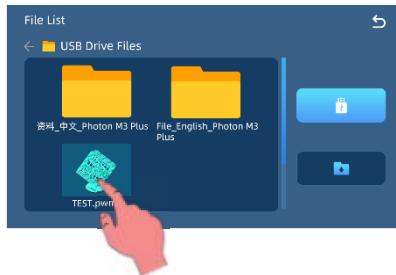 File List
USB Drive Files
资料_中文_Photon M3 Plus
File_English_Photon M3
Plus
TEST.pwm